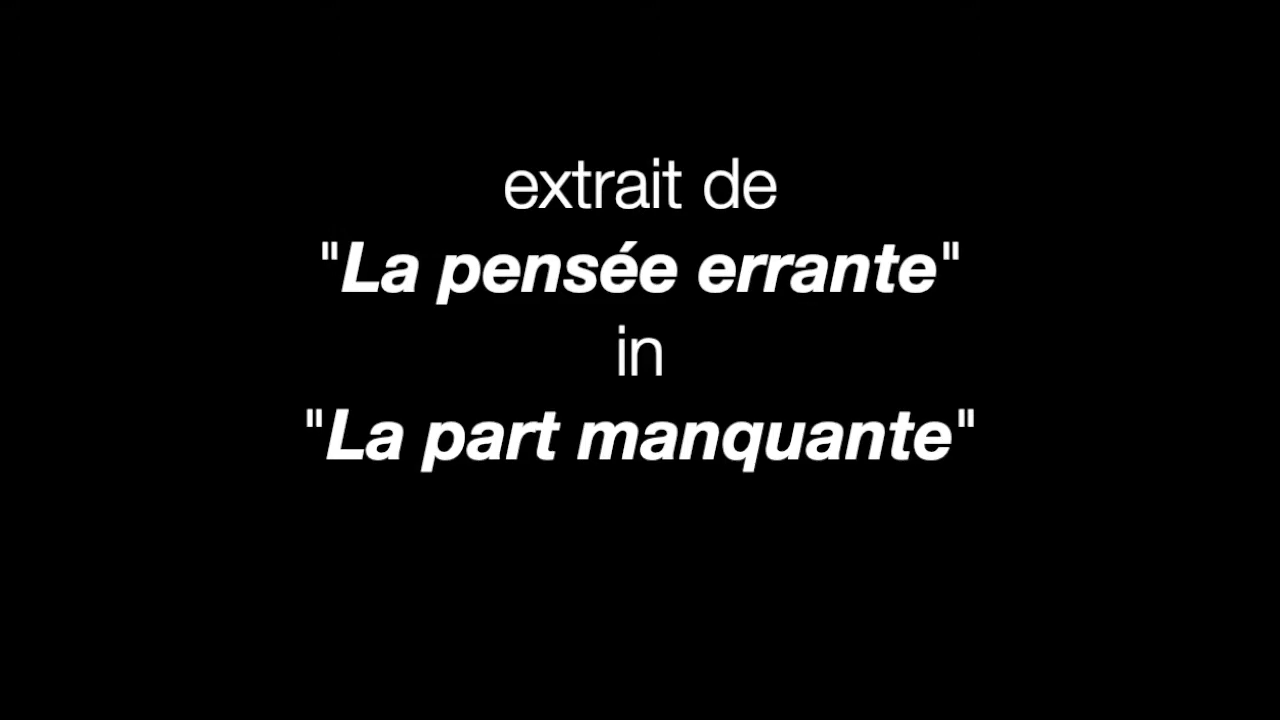 extrait de
"La pensée errante"
in
"La part manquante"